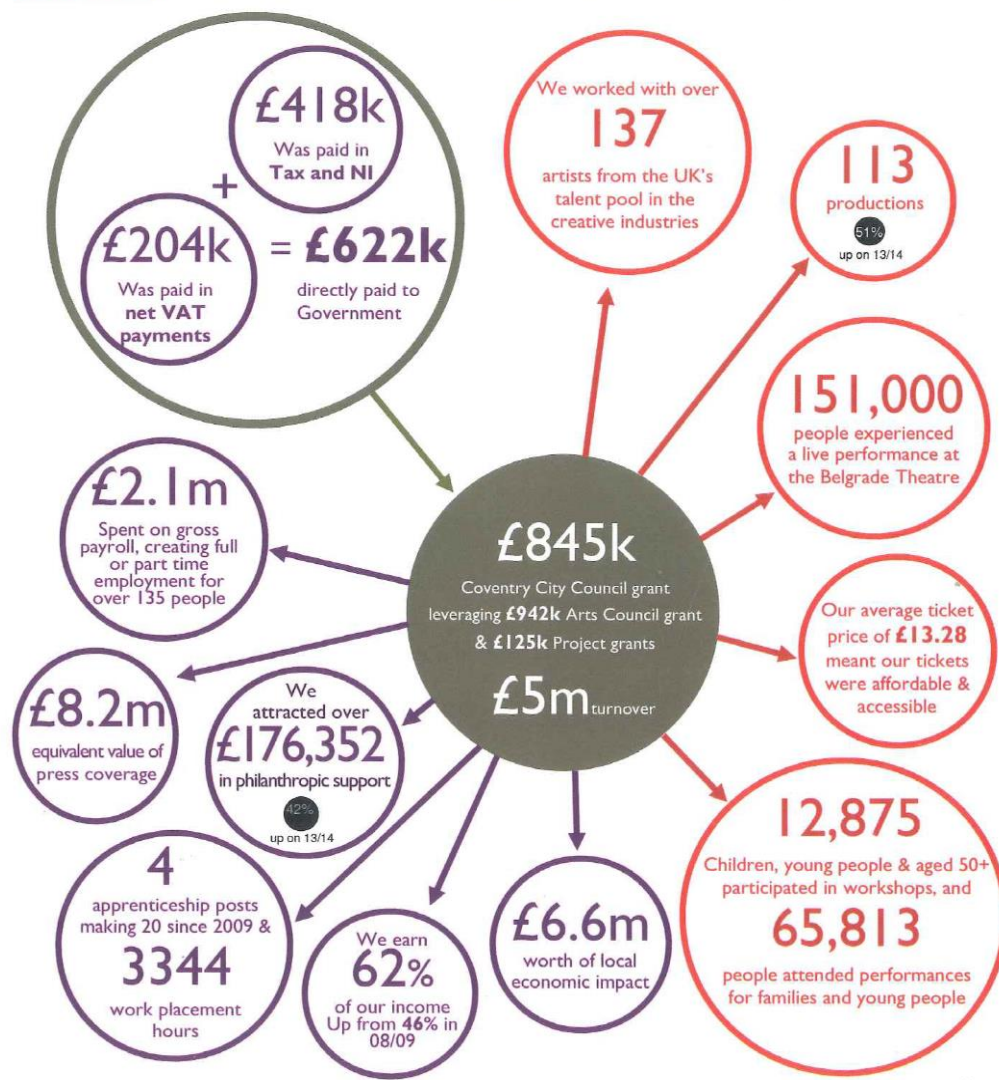 £418k
Was paid in
Tax and NI
+
£204k
Was paid in
net VAT
payments
= £622k
directly paid to
Government
We worked with over
137
artists from the UK's
talent pool in the
creative industries
113
productions
51%
up on 13/14
151,000
people experienced
a live performance at
the Belgrade Theatre
£2.1m
Spent on gross
payroll, creating full
or part time
employment for
over 135 people
£845k
Coventry City Council grant
leveraging £942k Arts Council grant
& £125k Project grants
£5m turnover
Our average ticket
price of £13.28
meant our tickets
were affordable &
accessible
£8.2m
equivalent value of
press coverage
We
attracted over
£176,352
in philanthropic support
42%
up on 13/14
12,875
Children, young people & aged 50+
participated in workshops, and
65,813
people attended performances
for families and young people
4
apprenticeship posts
making 20 since 2009 &
3344
work placement
hours
We earn
62%
of our income
Up from 46% in
08/09
£6.6m
worth of local
economic impact